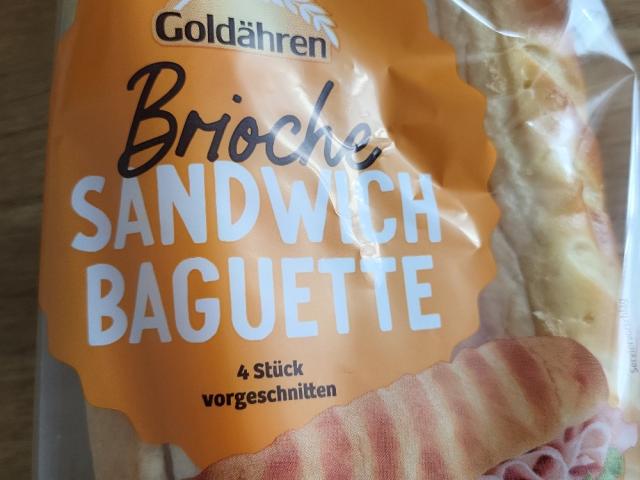 Goldähren
Brioche
SANDWICH
BAGUETTE
4 Stück
vorgeschnitten